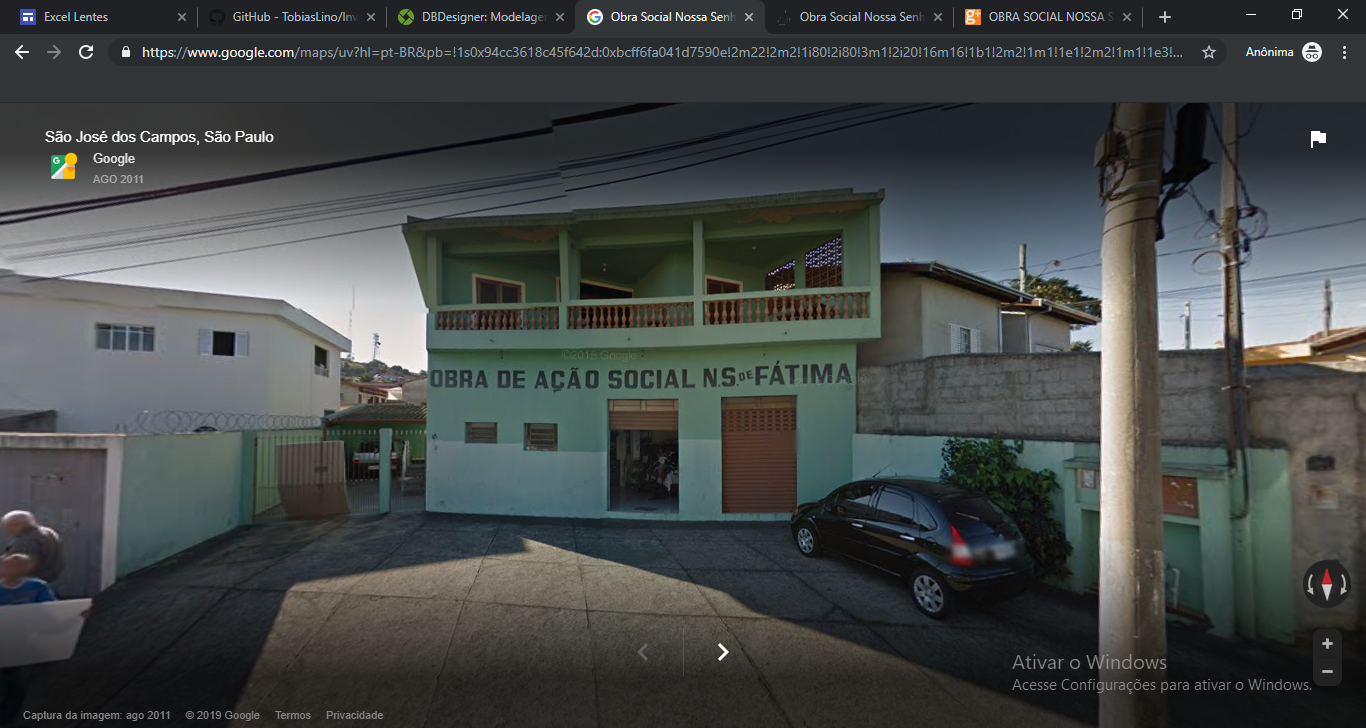 Excel Lentes
GitHub - TobiasLino/Inv
DBDesigner: Modelagen
Obra Social Nossa Senh
Obra Social Nossa Senh
OBRA SOCIAL NOSSA S
https://www.google.com/maps/uv?hl=pt-BR&pb=!1s0x94cc3618c45f642d:0xbcff6fa041d7590e!2m22!2m2!1i80!2i80!3m1!2i20!16m16!1b1!2m2!1m1!1e1!2m2!1m1!1e3!...
Anônima
São José dos Campos, São Paulo
Google
AGO 2011
©2015 Google
OBRA DE AÇÃO SOCIAL N.S. DE FÁTIMA
Ativar o Windows
Acesse Configurações para ativar o Windows.
Captura da imagem: ago 2011 © 2019 Google Termos Privacidade